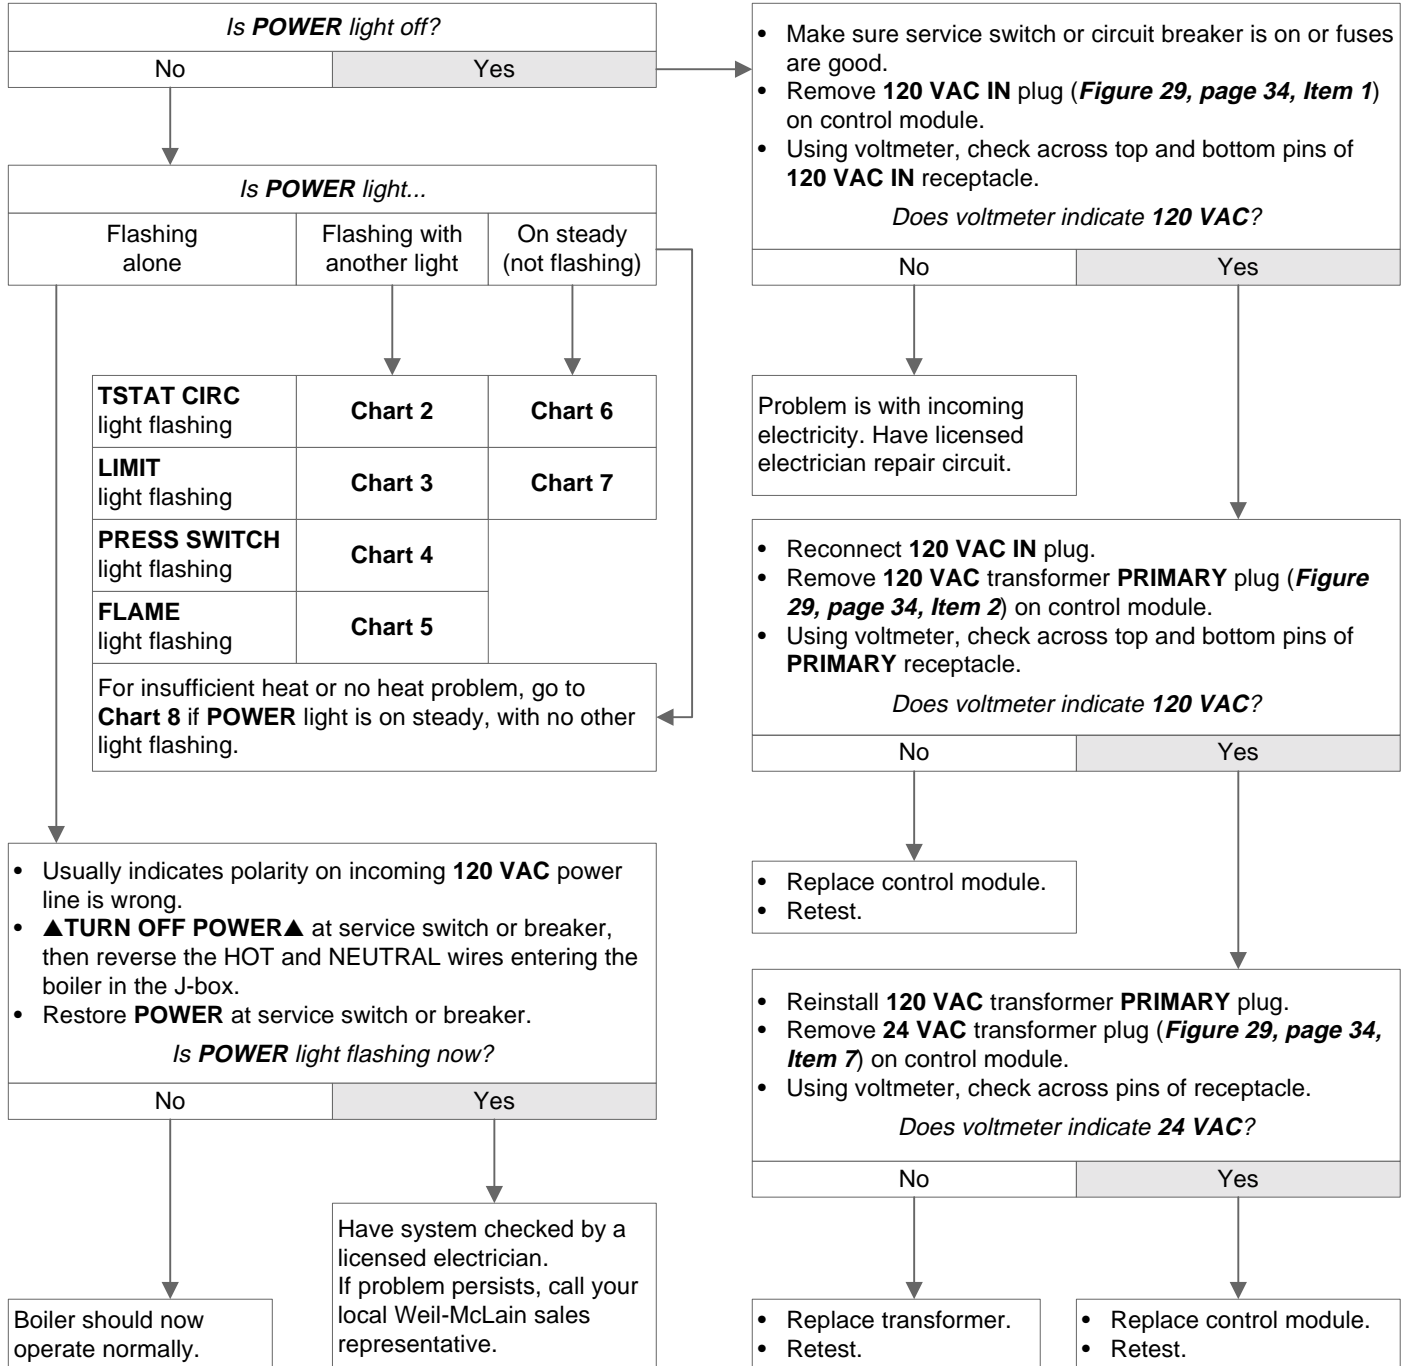 Is POWER light off?
No
Yes
Is POWER light...
Flashing
alone
Flashing with
another light
On steady
(not flashing)
TSTAT CIRC
light flashing
Chart 2
Chart 6
LIMIT
light flashing
Chart 3
Chart 7
PRESS SWITCH
light flashing
Chart 4
FLAME
light flashing
Chart 5
For insufficient heat or no heat problem, go to
Chart 8 if POWER light is on steady, with no other
light flashing.
• Usually indicates polarity on incoming 120 VAC power
line is wrong.
• ▲TURN OFF POWER▲ at service switch or breaker,
then reverse the HOT and NEUTRAL wires entering the
boiler in the J-box.
• Restore POWER at service switch or breaker.
Is POWER light flashing now?
No
Yes
Boiler should now
operate normally.
Have system checked by a
licensed electrician.
If problem persists, call your
local Weil-McLain sales
representative.
• Make sure service switch or circuit breaker is on or fuses
are good.
• Remove 120 VAC IN plug (Figure 29, page 34, Item 1)
on control module.
• Using voltmeter, check across top and bottom pins of
120 VAC IN receptacle.
Does voltmeter indicate 120 VAC?
No
Yes
Problem is with incoming
electricity. Have licensed
electrician repair circuit.
• Reconnect 120 VAC IN plug.
• Remove 120 VAC transformer PRIMARY plug (Figure
29, page 34, Item 2) on control module.
• Using voltmeter, check across top and bottom pins of
PRIMARY receptacle.
Does voltmeter indicate 120 VAC?
No
Yes
• Replace control module.
• Retest.
• Reinstall 120 VAC transformer PRIMARY plug.
• Remove 24 VAC transformer plug (Figure 29, page 34,
Item 7) on control module.
• Using voltmeter, check across pins of receptacle.
Does voltmeter indicate 24 VAC?
No
Yes
• Replace transformer.
• Retest.
• Replace control module.
• Retest.